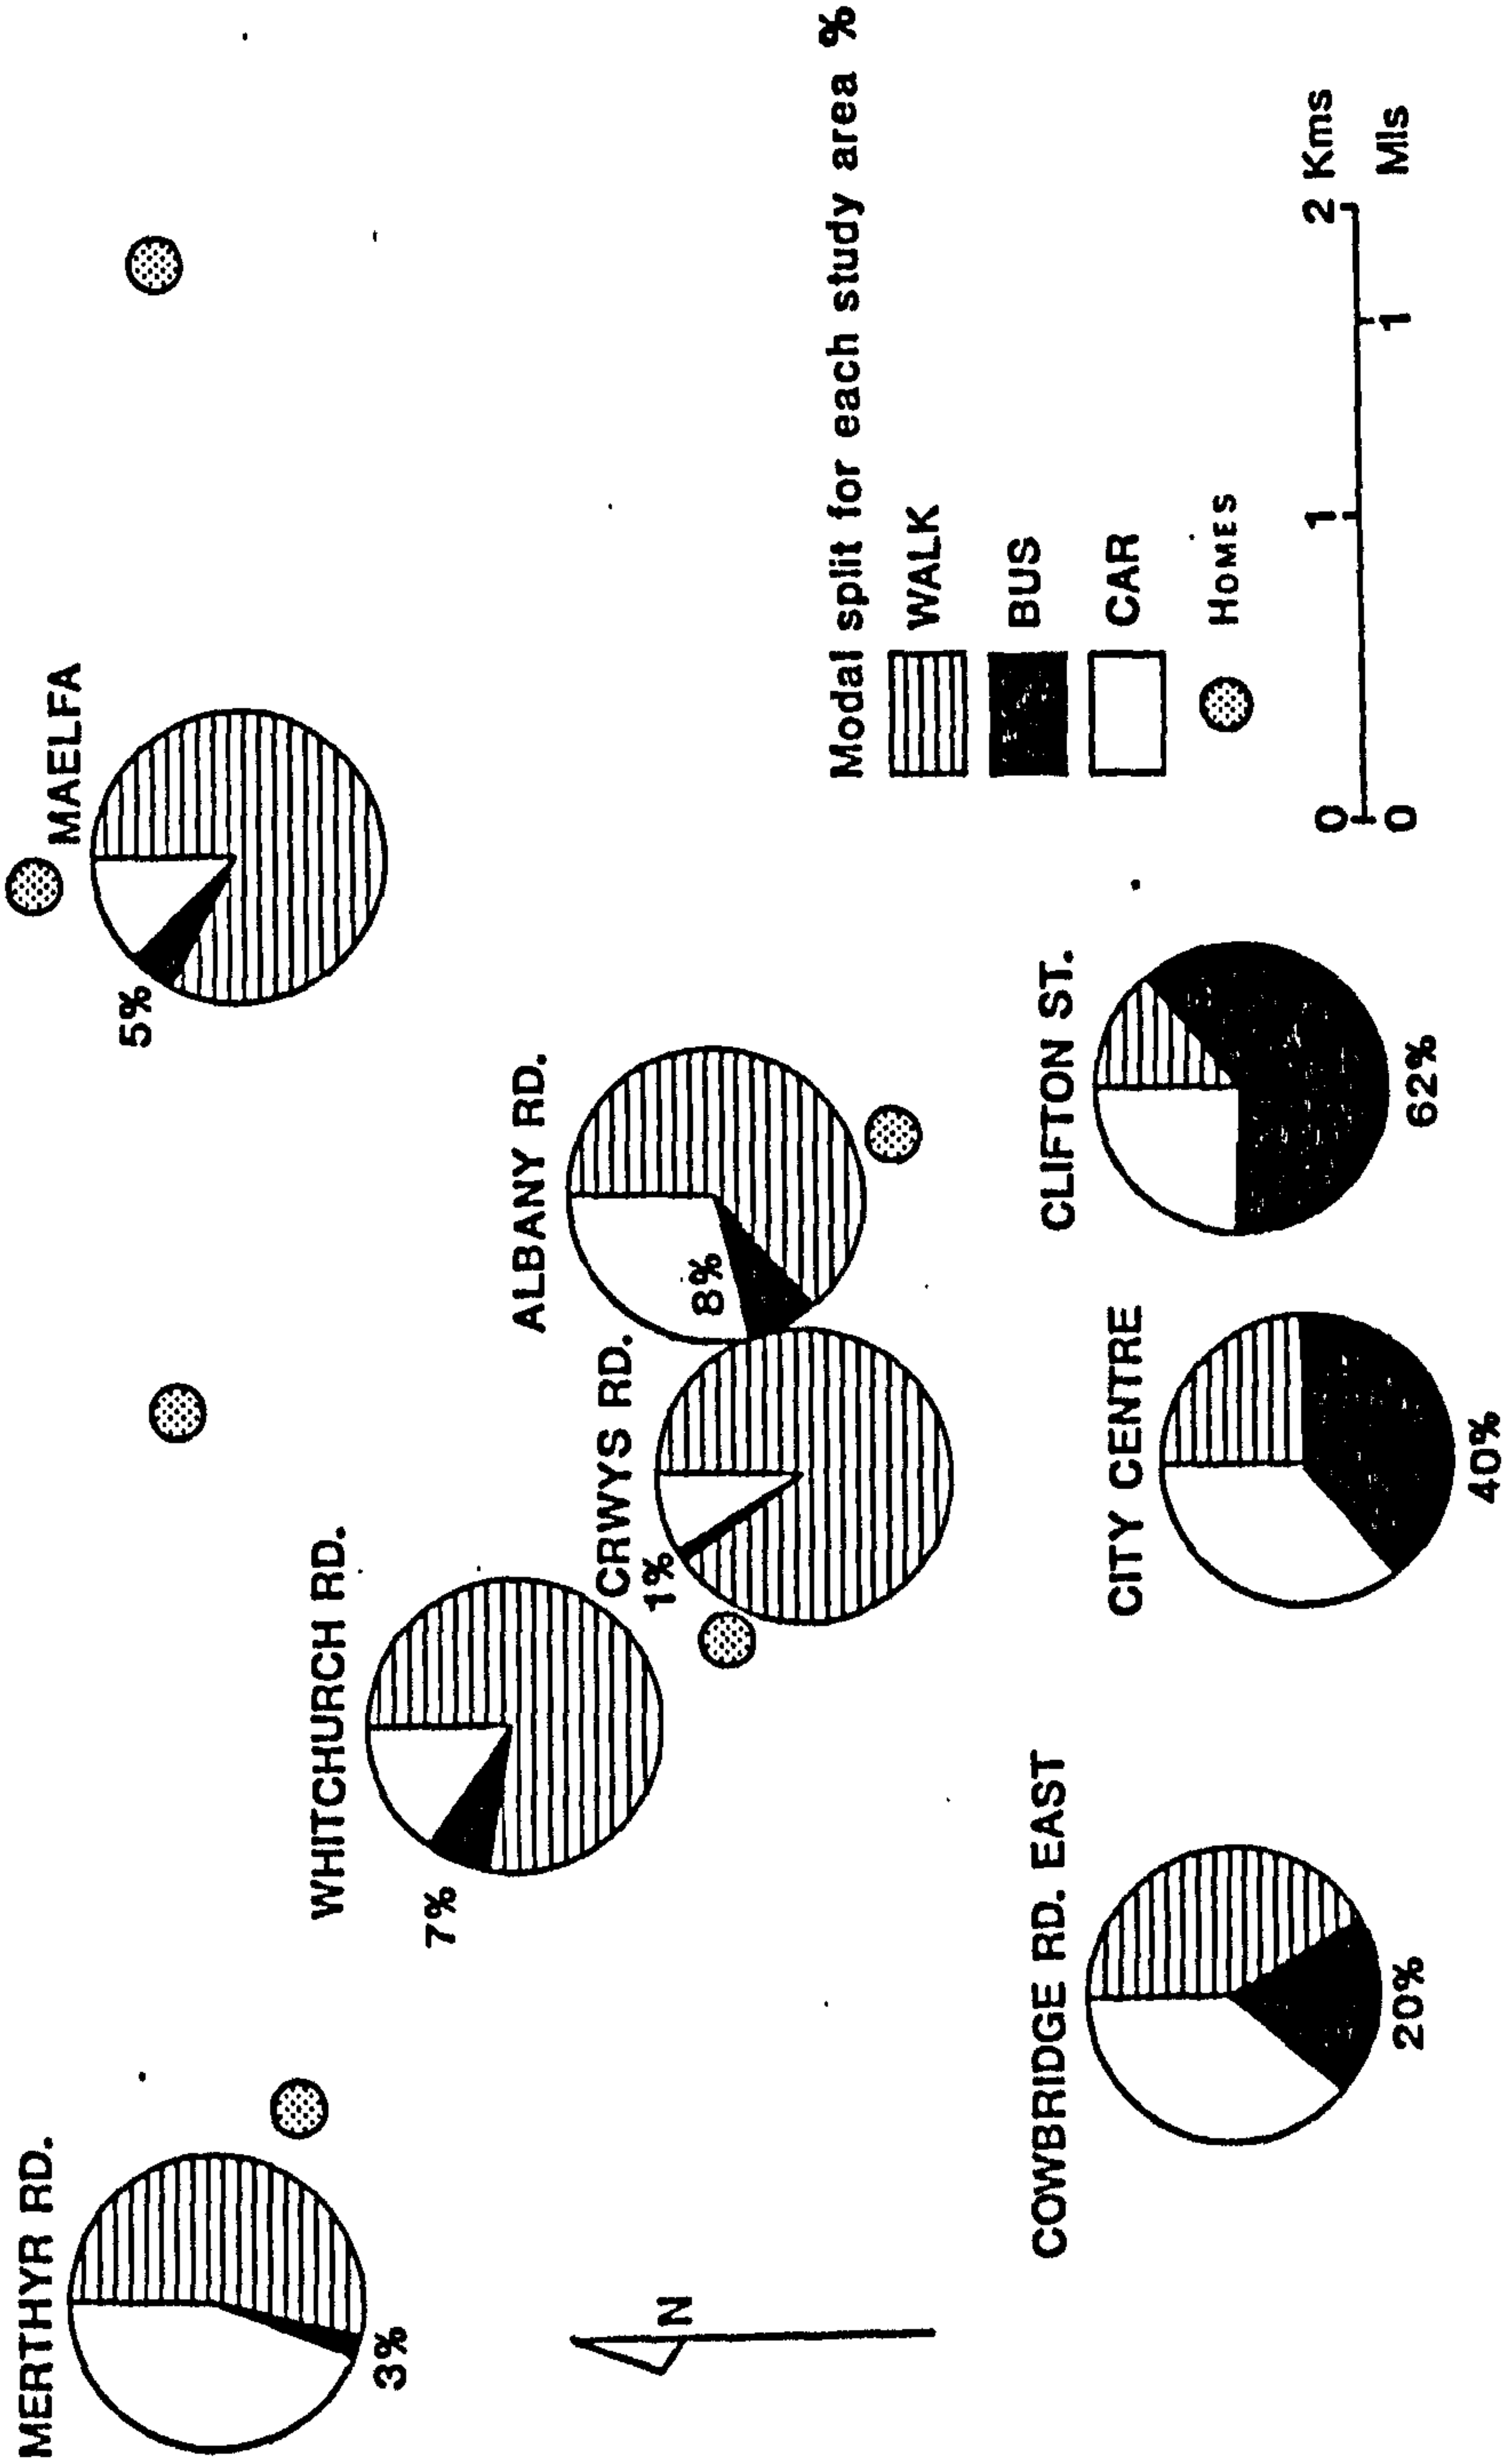 MERTHYR RD.
3%
MAELFA
5%
WHITCHURCH RD.
7%
ALBANY RD.
8%
CRWYS RD.
1%
N
COWBRIDGE RD. EAST
20%
CITY CENTRE
40%
CLIFTON ST.
62%
Modal split for each study area %
WALK
BUS
CAR
HOMES
0 1 2 Kms
0 1 Mls